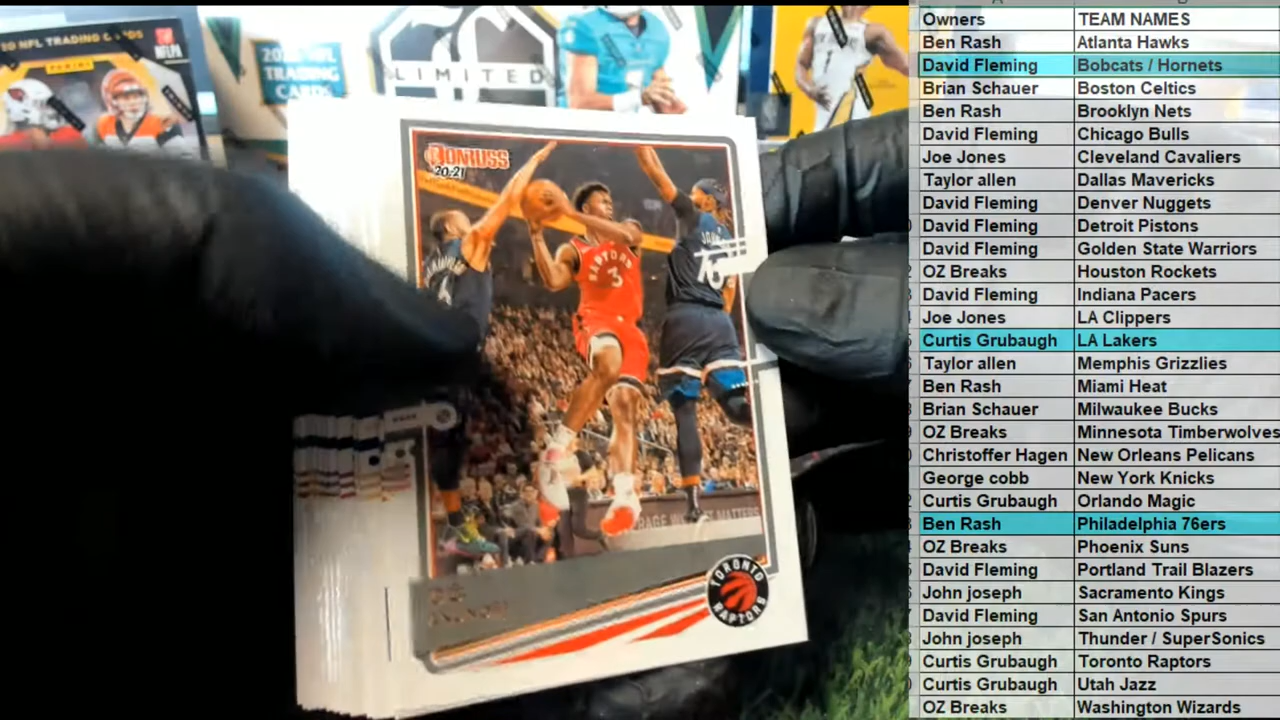 NFL TRADING CARDS
NFLPA
PANINI
NFL
TRADING
CARDS
LIMITED
1
DONRUSS
20-21
RAPTORS
3
TORONTO
RAPTORS
Owners TEAM NAMES
Ben Rash Atlanta Hawks
David Fleming Bobcats / Hornets
Brian Schauer Boston Celtics
Ben Rash Brooklyn Nets
David Fleming Chicago Bulls
Joe Jones Cleveland Cavaliers
Taylor allen Dallas Mavericks
David Fleming Denver Nuggets
David Fleming Detroit Pistons
David Fleming Golden State Warriors
OZ Breaks Houston Rockets
David Fleming Indiana Pacers
Joe Jones LA Clippers
Curtis Grubaugh LA Lakers
Taylor allen Memphis Grizzlies
Ben Rash Miami Heat
Brian Schauer Milwaukee Bucks
OZ Breaks Minnesota Timberwolves
Christoffer Hagen New Orleans Pelicans
George cobb New York Knicks
Curtis Grubaugh Orlando Magic
Ben Rash Philadelphia 76ers
OZ Breaks Phoenix Suns
David Fleming Portland Trail Blazers
John joseph Sacramento Kings
David Fleming San Antonio Spurs
John joseph Thunder / SuperSonics
Curtis Grubaugh Toronto Raptors
Curtis Grubaugh Utah Jazz
OZ Breaks Washington Wizards